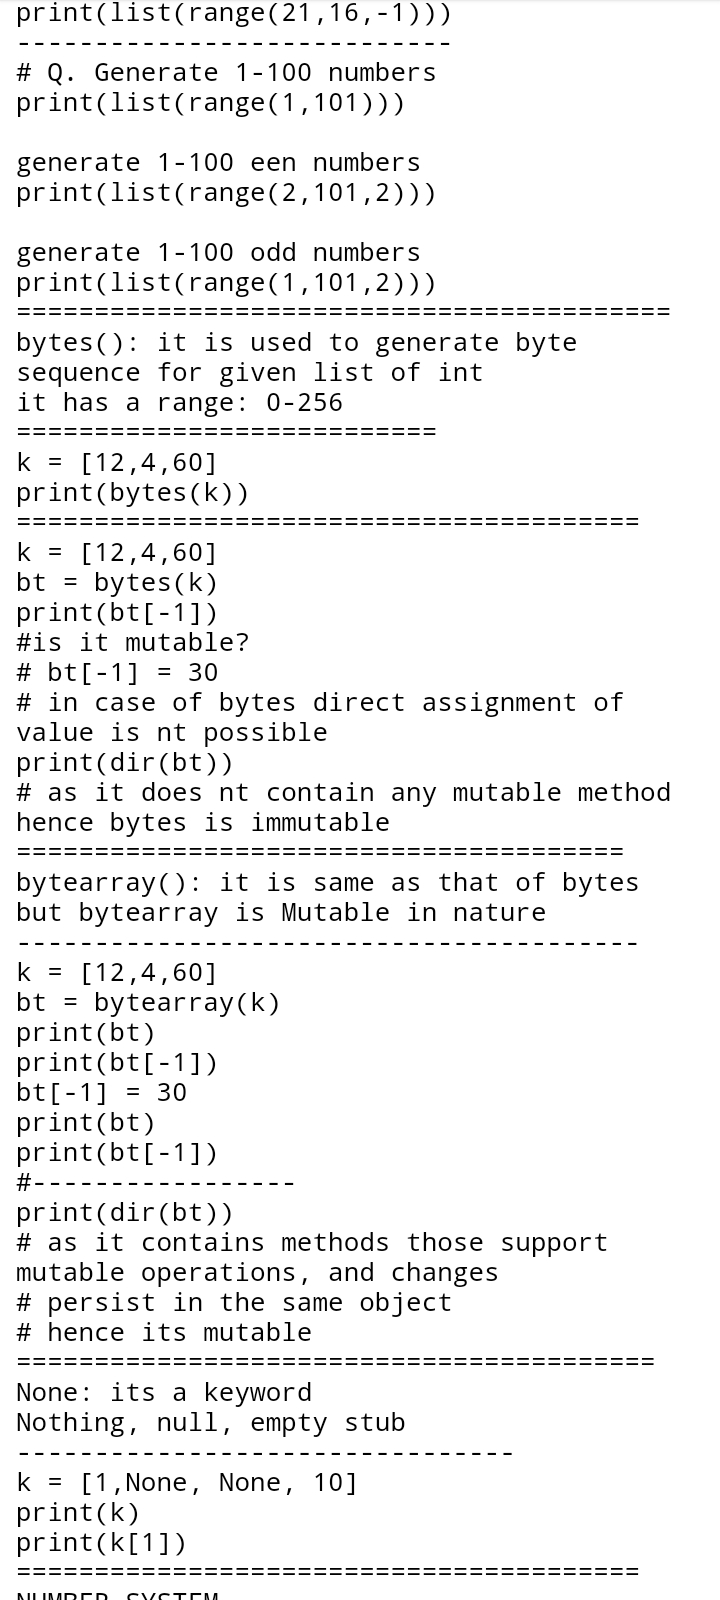 print(list(range(21,16,-1)))
----------------------------
# Q. Generate 1-100 numbers
print(list(range(1,101)))
generate 1-100 een numbers
print(list(range(2,101,2)))
generate 1-100 odd numbers
print(list(range(1,101,2)))
==========================================
bytes(): it is used to generate byte
sequence for given list of int
it has a range: 0-256
===========================
k = [12,4,60]
print(bytes(k))
========================================
k = [12,4,60]
bt = bytes(k)
print(bt[-1])
#is it mutable?
# bt[-1] = 30
# in case of bytes direct assignment of
value is nt possible
print(dir(bt))
# as it does nt contain any mutable method
hence bytes is immutable
=======================================
bytearray(): it is same as that of bytes
but bytearray is Mutable in nature
----------------------------------------
k = [12,4,60]
bt = bytearray(k)
print(bt)
print(bt[-1])
bt[-1] = 30
print(bt)
print(bt[-1])
#-----------------
print(dir(bt))
# as it contains methods those support
mutable operations, and changes
# persist in the same object
# hence its mutable
=========================================
None: its a keyword
Nothing, null, empty stub
--------------------------------
k = [1,None, None, 10]
print(k)
print(k[1])
========================================
NUMBER SYSTEM